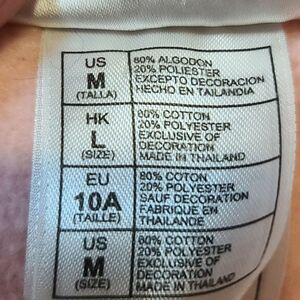 US
M
(TALLA)
80% ALGODON
20% POLIESTER
EXCEPTO DECORACION
HECHO EN TAILANDIA
HK
L
(SIZE)
80% COTTON
20% POLYESTER
EXCLUSIVE OF
DECORATION
MADE IN THAILAND
EU
10A
(TAILLE)
80% COTON
20% POLYESTER
SAUF DECORATION
FABRIQUE EN
THAILANDE
US
M
(SIZE)
80% COTTON
20% POLYESTER
EXCLUSIVE OF
DECORATION
MADE IN THAILAND